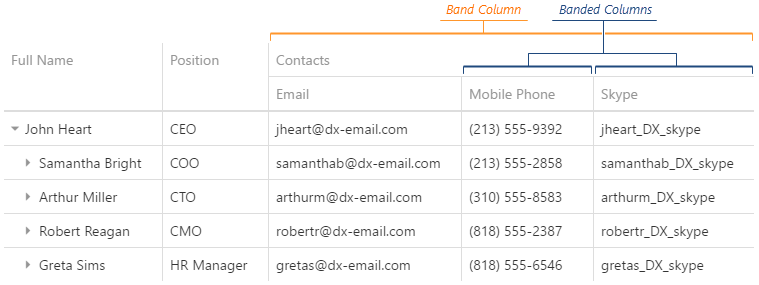 Band Column Banded Columns
Full Name Position Contacts
Email Mobile Phone Skype
John Heart CEO jheart@dx-email.com (213) 555-9392 jheart_DX_skype
Samantha Bright COO samanthab@dx-email.com (213) 555-2858 samanthab_DX_skype
Arthur Miller CTO arthurm@dx-email.com (310) 555-8583 arthurm_DX_skype
Robert Reagan CMO robertr@dx-email.com (818) 555-2387 robertr_DX_skype
Greta Sims HR Manager gretas@dx-email.com (818) 555-6546 gretas_DX_skype